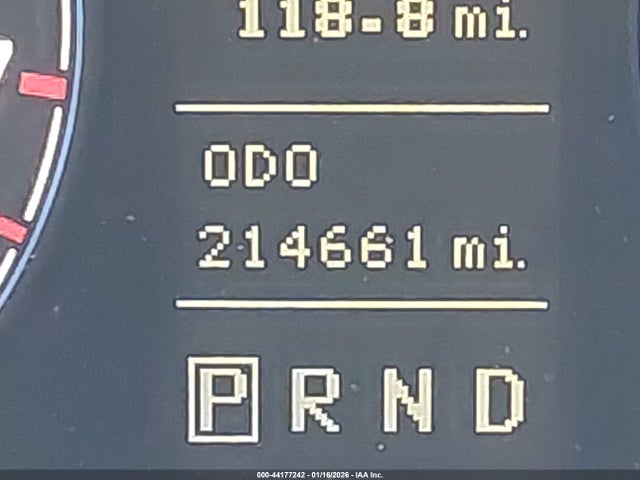 118.8 mi.
ODO
214661 mi.
P R N D
000-44177242 - 01/16/2026 - IAA Inc.